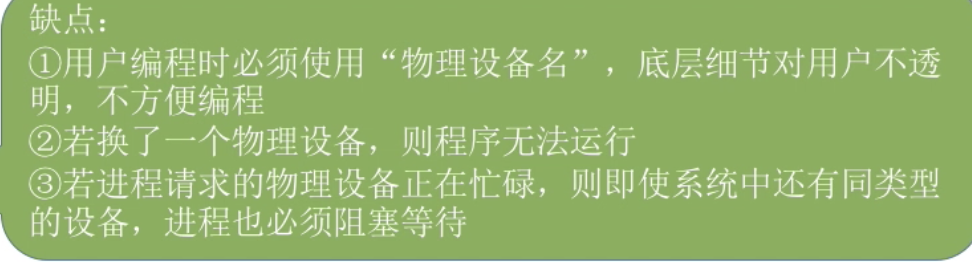 缺点：
①用户编程时必须使用“物理设备名”，底层细节对用户不透
明，不方便编程
②若换了一个物理设备，则程序无法运行
③若进程请求的物理设备正在忙碌，则即使系统中还有同类型
的设备，进程也必须阻塞等待